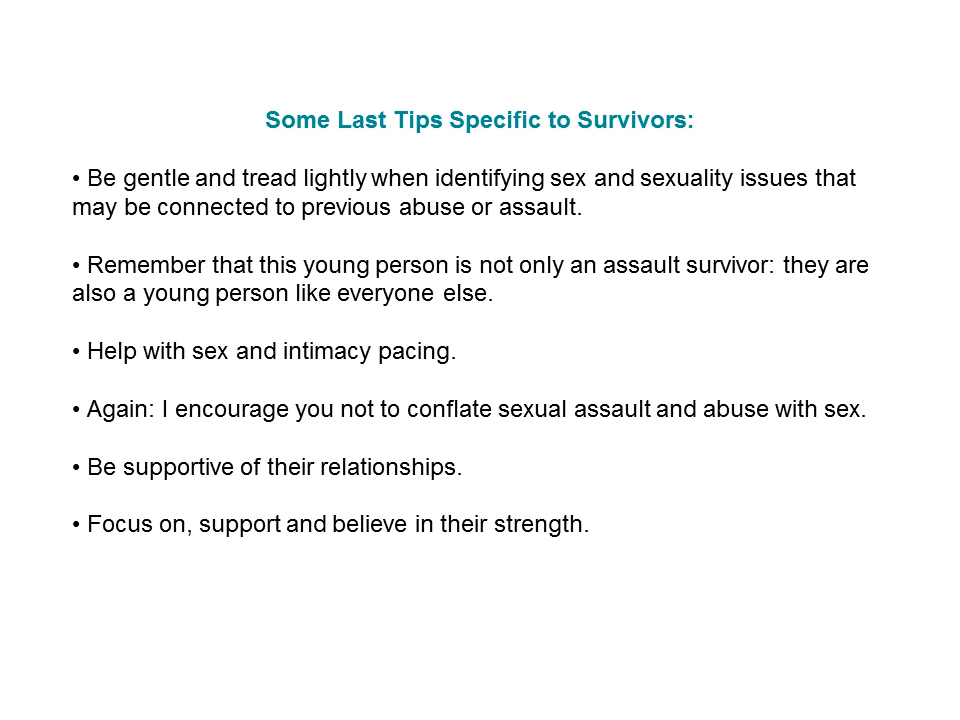 Some Last Tips Specific to Survivors:
• Be gentle and tread lightly when identifying sex and sexuality issues that
may be connected to previous abuse or assault.
• Remember that this young person is not only an assault survivor: they are
also a young person like everyone else.
• Help with sex and intimacy pacing.
• Again: I encourage you not to conflate sexual assault and abuse with sex.
• Be supportive of their relationships.
• Focus on, support and believe in their strength.